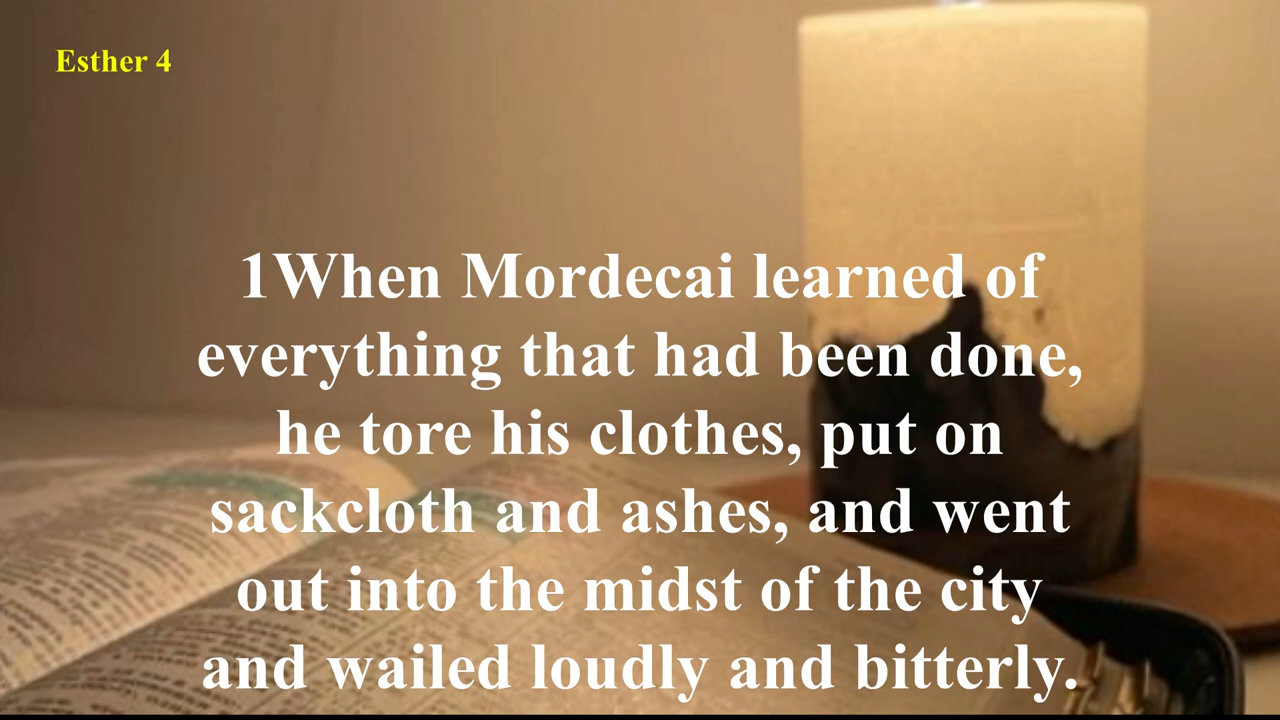 Esther 4
1When Mordecai learned of
everything that had been done,
he tore his clothes, put on
sackcloth and ashes, and went
out into the midst of the city
and wailed loudly and bitterly.